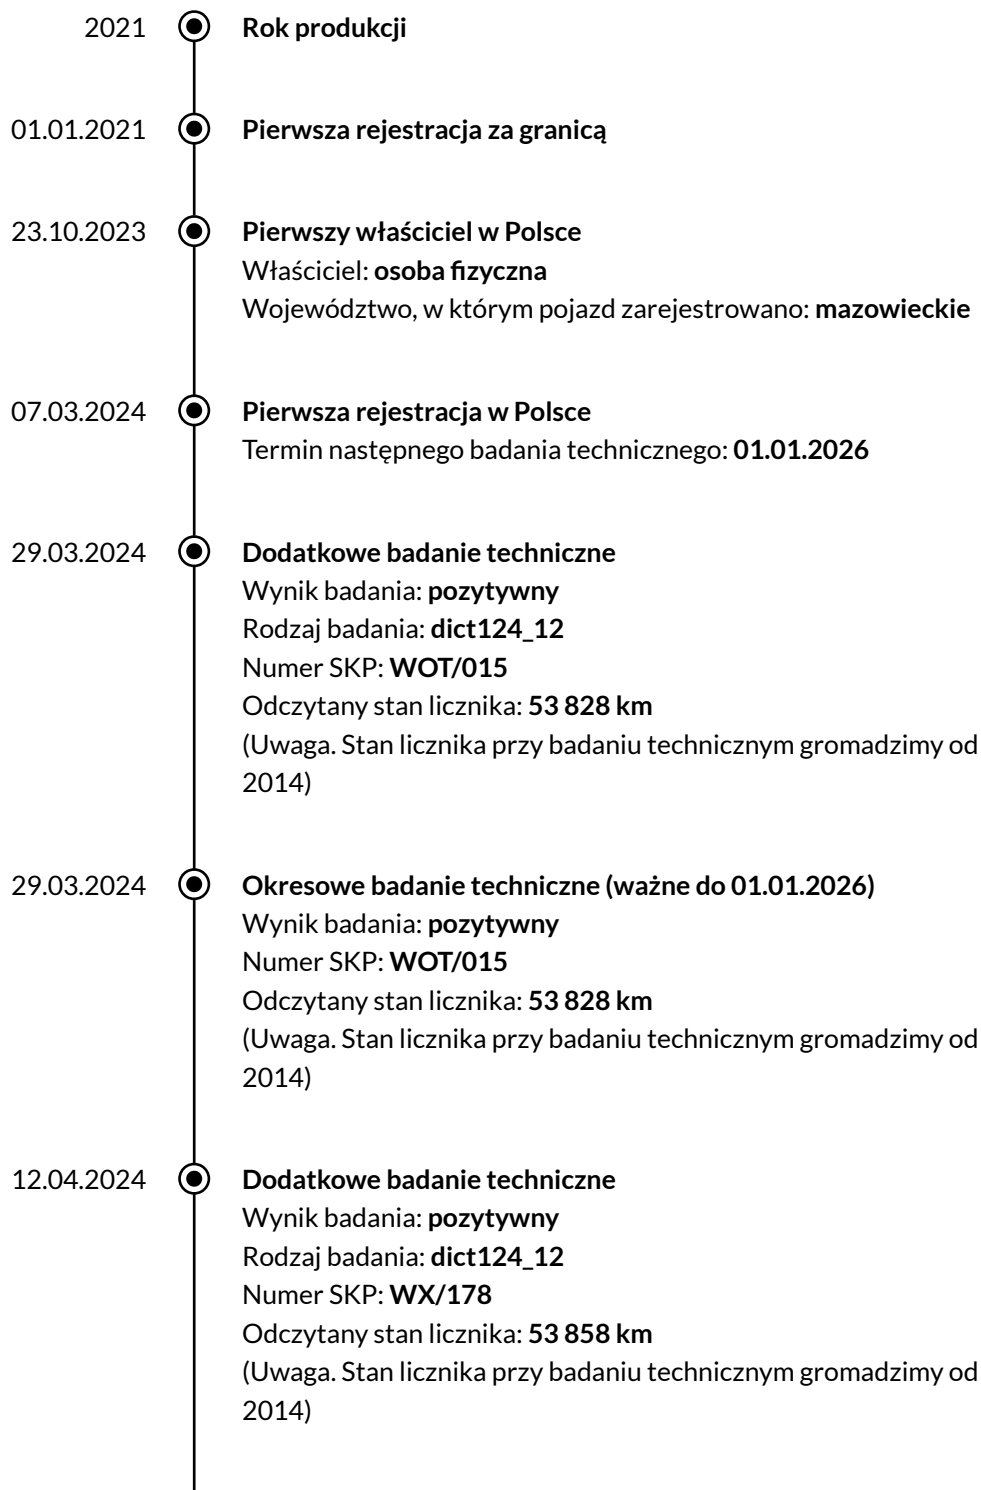 2021 Rok produkcji
01.01.2021 Pierwsza rejestracja za granicą
23.10.2023 Pierwszy właściciel w Polsce
Właściciel: osoba fizyczna
Województwo, w którym pojazd zarejestrowano: mazowieckie
07.03.2024 Pierwsza rejestracja w Polsce
Termin następnego badania technicznego: 01.01.2026
29.03.2024 Dodatkowe badanie techniczne
Wynik badania: pozytywny
Rodzaj badania: dict124_12
Numer SKP: WOT/015
Odczytany stan licznika: 53 828 km
(Uwaga. Stan licznika przy badaniu technicznym gromadzimy od
2014)
29.03.2024 Okresowe badanie techniczne (ważne do 01.01.2026)
Wynik badania: pozytywny
Numer SKP: WOT/015
Odczytany stan licznika: 53 828 km
(Uwaga. Stan licznika przy badaniu technicznym gromadzimy od
2014)
12.04.2024 Dodatkowe badanie techniczne
Wynik badania: pozytywny
Rodzaj badania: dict124_12
Numer SKP: WX/178
Odczytany stan licznika: 53 858 km
(Uwaga. Stan licznika przy badaniu technicznym gromadzimy od
2014)